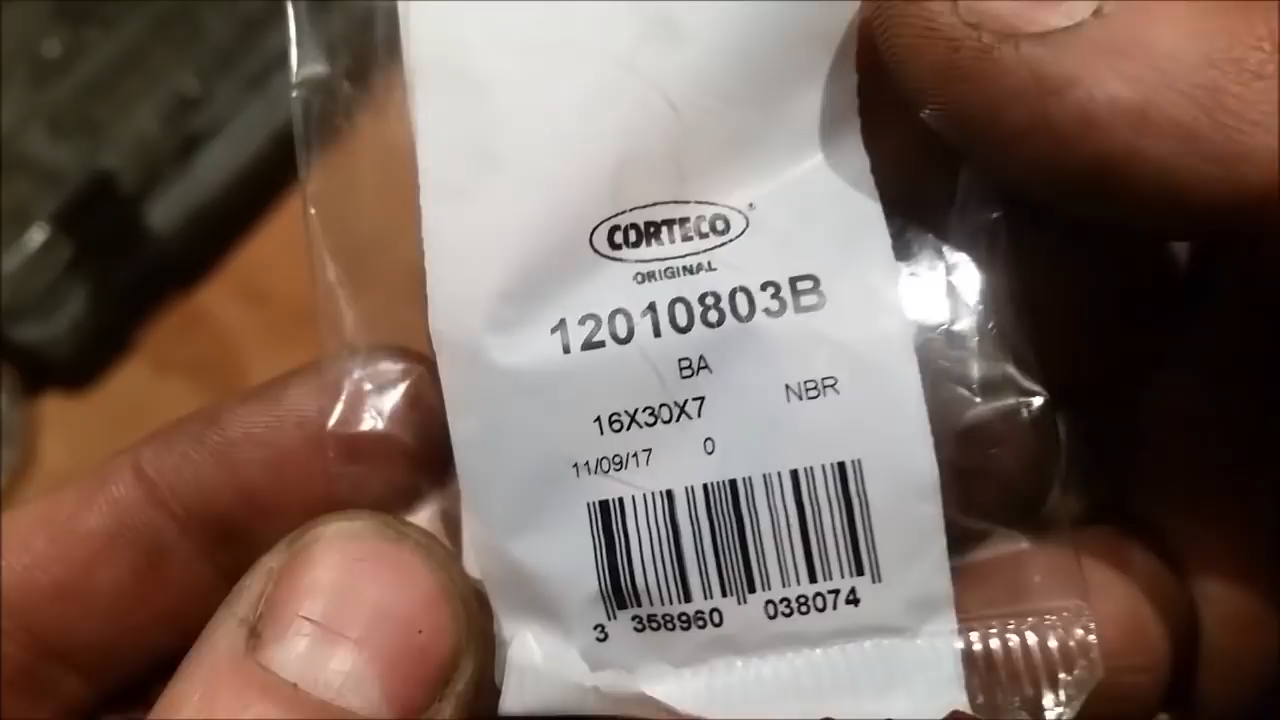 CORTECO
ORIGINAL
12010803B
BA
16X30X7 NBR
11/09/17 0
3 358960 038074